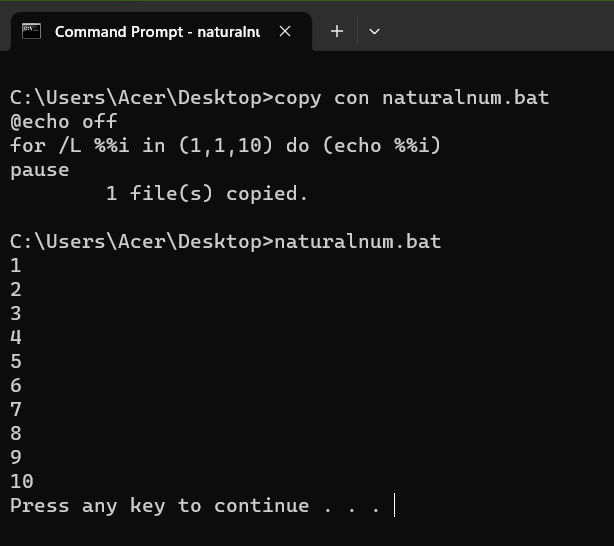 Command Prompt - naturalnu
C:\Users\Acer\Desktop>copy con naturalnum.bat
@echo off
for /L %%i in (1,1,10) do (echo %%i)
pause
        1 file(s) copied.
C:\Users\Acer\Desktop>naturalnum.bat
1
2
3
4
5
6
7
8
9
10
Press any key to continue . . .